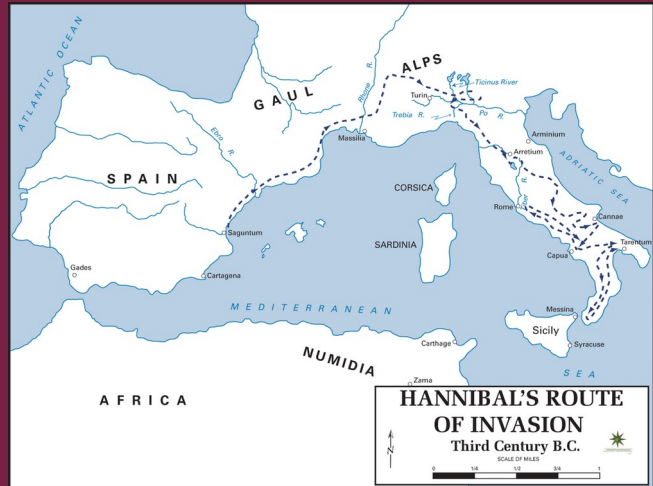 ATLANTIC OCEAN
GAUL
ALPS
Rhone R.
Turin
Ticinus River
Trebia R.
Po R.
Massilia
Ebro R.
SPAIN
Arminium
Arretium
ADRIATIC SEA
CORSICA
Rome
Cannae
Saguntum
SARDINIA
Capua
Tarentum
Gades
Cartagena
MEDITERRANEAN
Messina
Sicily
Carthage
Syracuse
NUMIDIA
SEA
Zama
AFRICA
HANNIBAL'S ROUTE
OF INVASION
Third Century B.C.
SCALE OF MILES
N
0 1/4 1/2 3/4 1